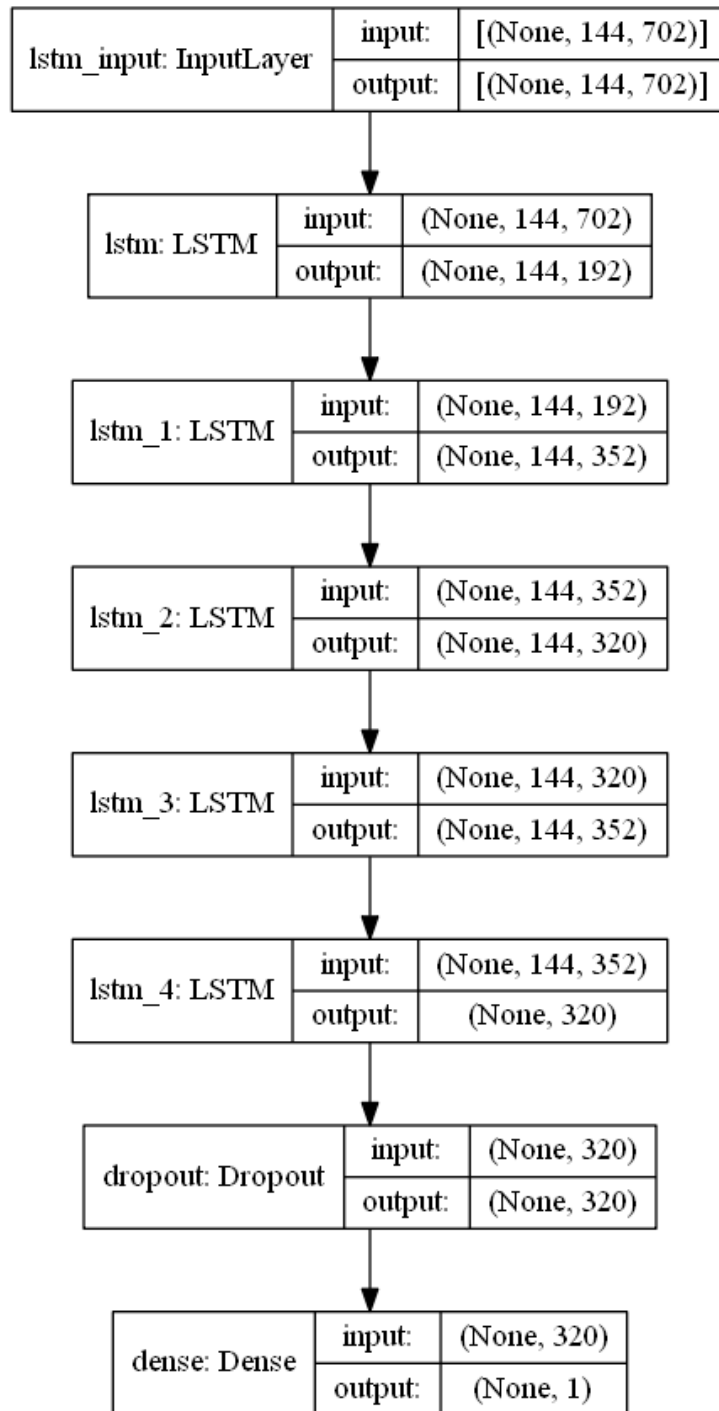 lstm_input: InputLayer
input: [(None, 144, 702)]
output: [(None, 144, 702)]
lstm: LSTM
input: (None, 144, 702)
output: (None, 144, 192)
lstm_1: LSTM
input: (None, 144, 192)
output: (None, 144, 352)
lstm_2: LSTM
input: (None, 144, 352)
output: (None, 144, 320)
lstm_3: LSTM
input: (None, 144, 320)
output: (None, 144, 352)
lstm_4: LSTM
input: (None, 144, 352)
output: (None, 320)
dropout: Dropout
input: (None, 320)
output: (None, 320)
dense: Dense
input: (None, 320)
output: (None, 1)